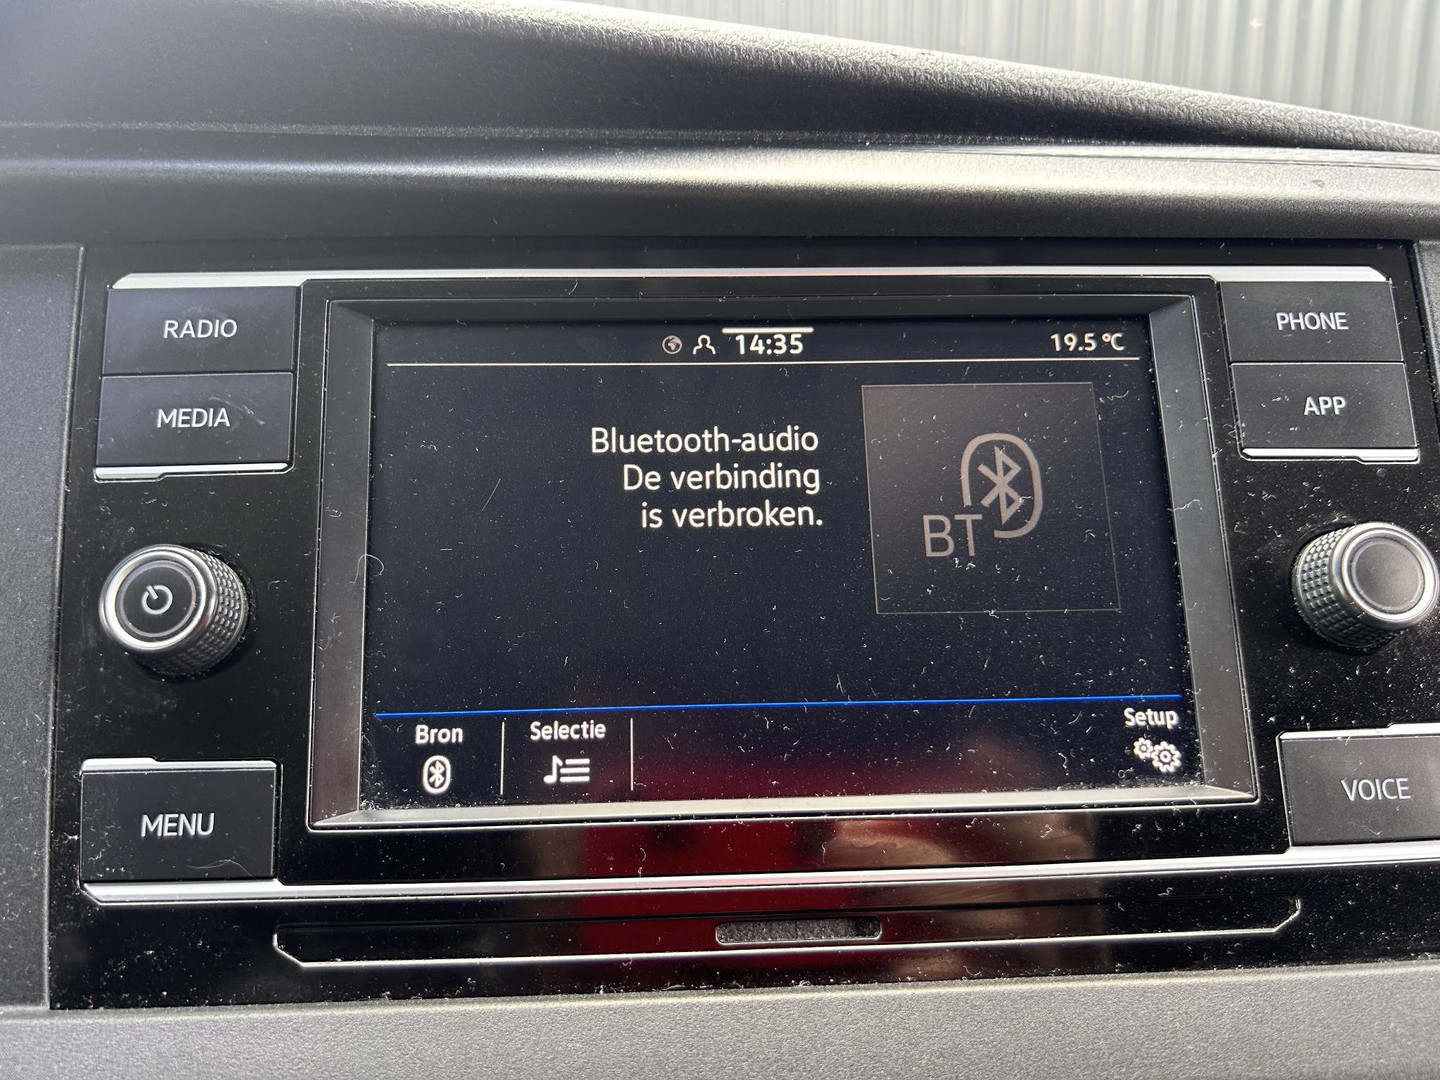 RADIO
MEDIA
MENU
14:35
19.5 °C
Bluetooth-audio
De verbinding
is verbroken.
BT
Bron
Selectie
Setup
PHONE
APP
VOICE